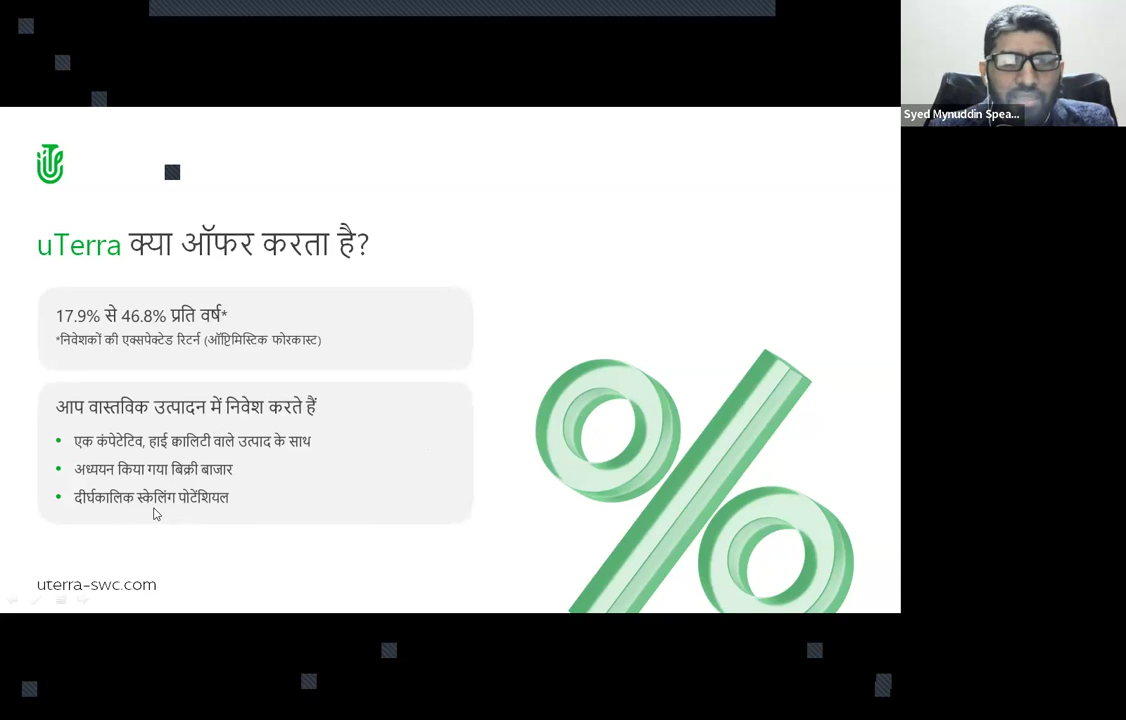 Syed Mynuddin Spea...
uTerra क्या ऑफर करता है?
17.9% से 46.8% प्रति वर्ष*
*निवेशकों की एक्सपेक्टेड रिटर्न (ऑप्टिमिस्टिक फोरकास्ट)
आप वास्तविक उत्पादन में निवेश करते हैं
• एक कंपेटेटिव, हाई क्वालिटी वाले उत्पाद के साथ
• अध्ययन किया गया बिक्री बाजार
• दीर्घकालिक स्केलिंग पोटेंशियल
uterra-swc.com